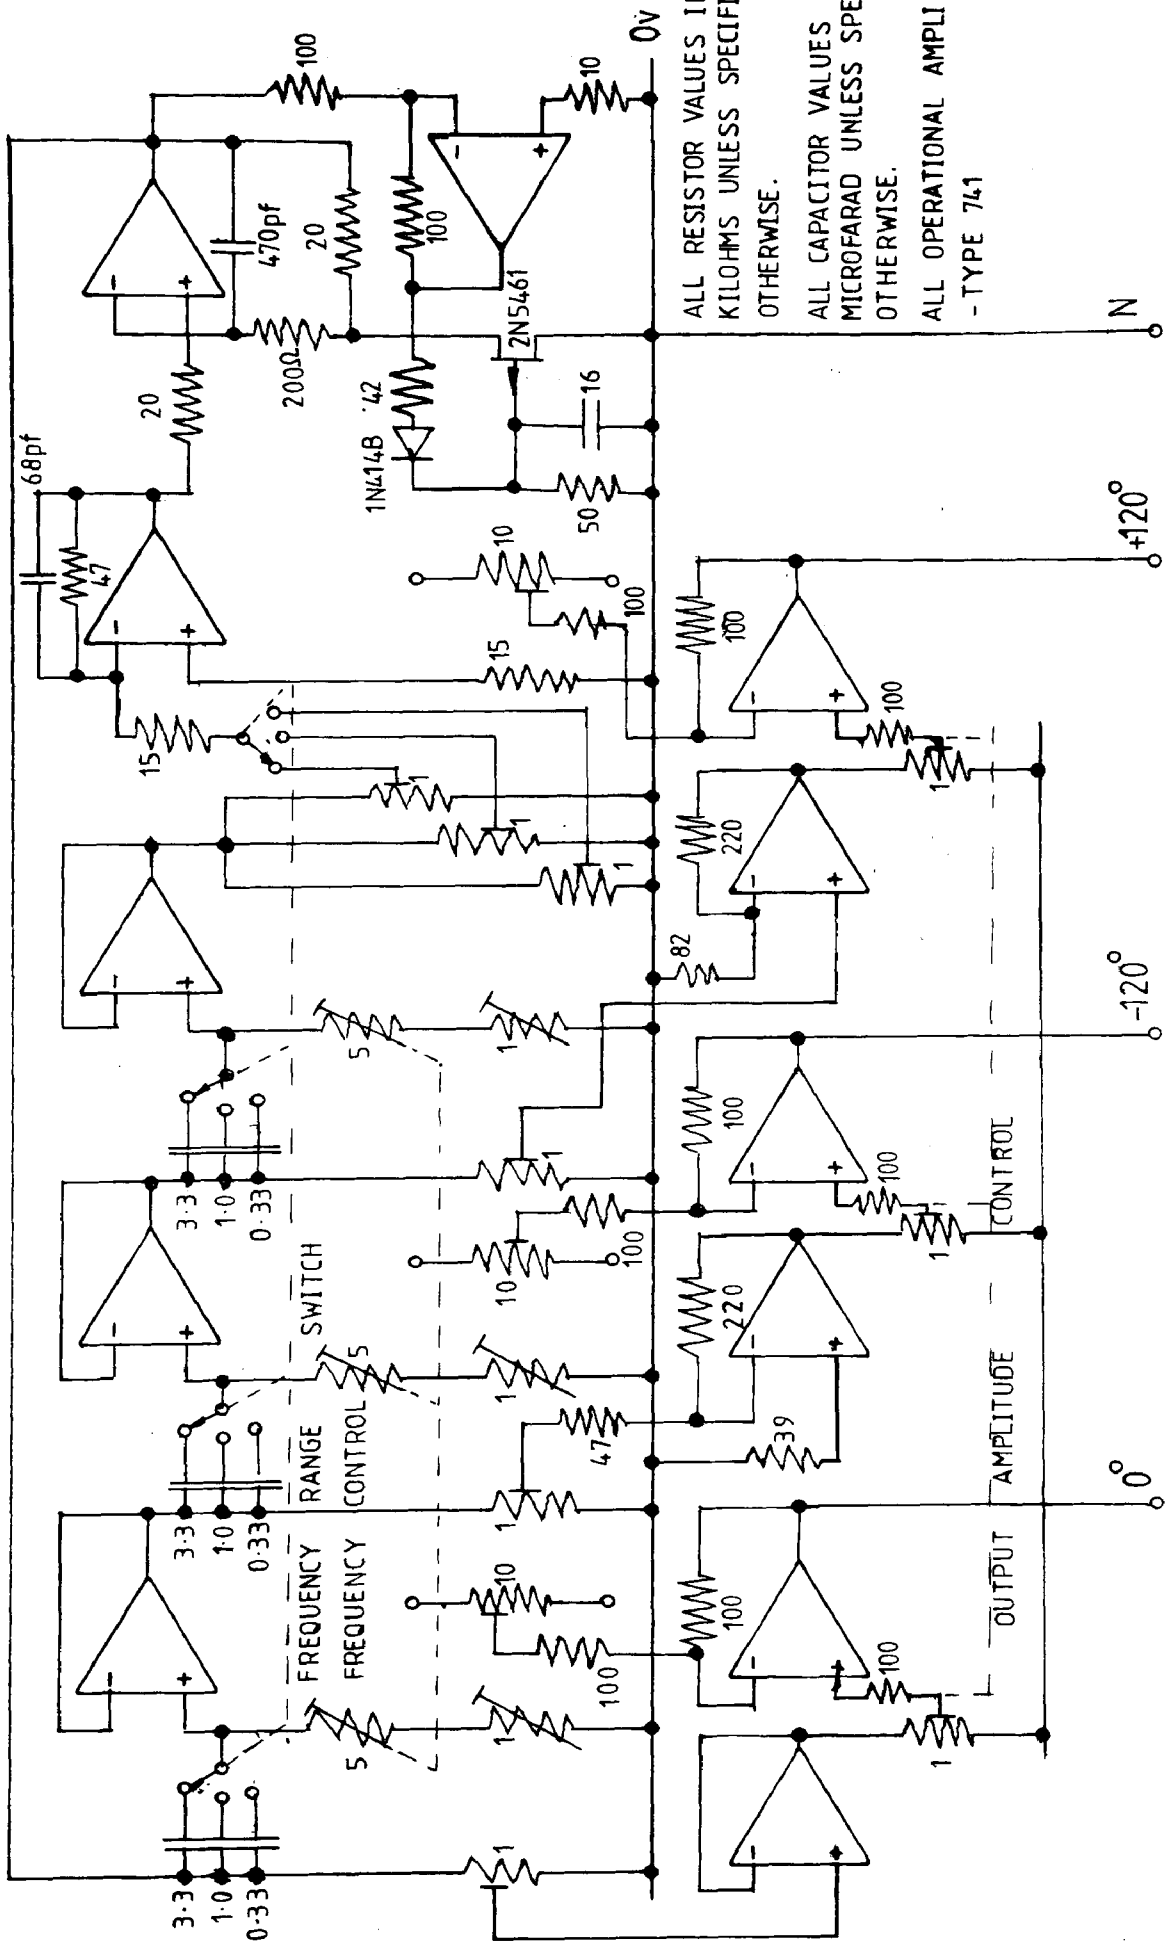 68pf
47
15
20
3.3
1.0
0.33
3.3
1.0
0.33
3.3
1.0
0.33
470pf
20
200Ω
100
FREQUENCY RANGE SWITCH
FREQUENCY CONTROL
5
5
5
1N414B
·42
100
1
1
1
1
1
1
15
10
10
10
1
1
1
2N5461
16
50
10
100
47
100
100
0v
82
39
100
220
100
220
100
- + - + - + - + - + - +
- + - + - + - + - + - +
100
100
100
1
1
1
OUTPUT AMPLITUDE CONTROL
0°
-120°
+120°
N
ALL RESISTOR VALUES I
KILOHMS UNLESS SPECIFI
OTHERWISE.
ALL CAPACITOR VALUES
MICROFARAD UNLESS SPE
OTHERWISE.
ALL OPERATIONAL AMPLI
- TYPE 741